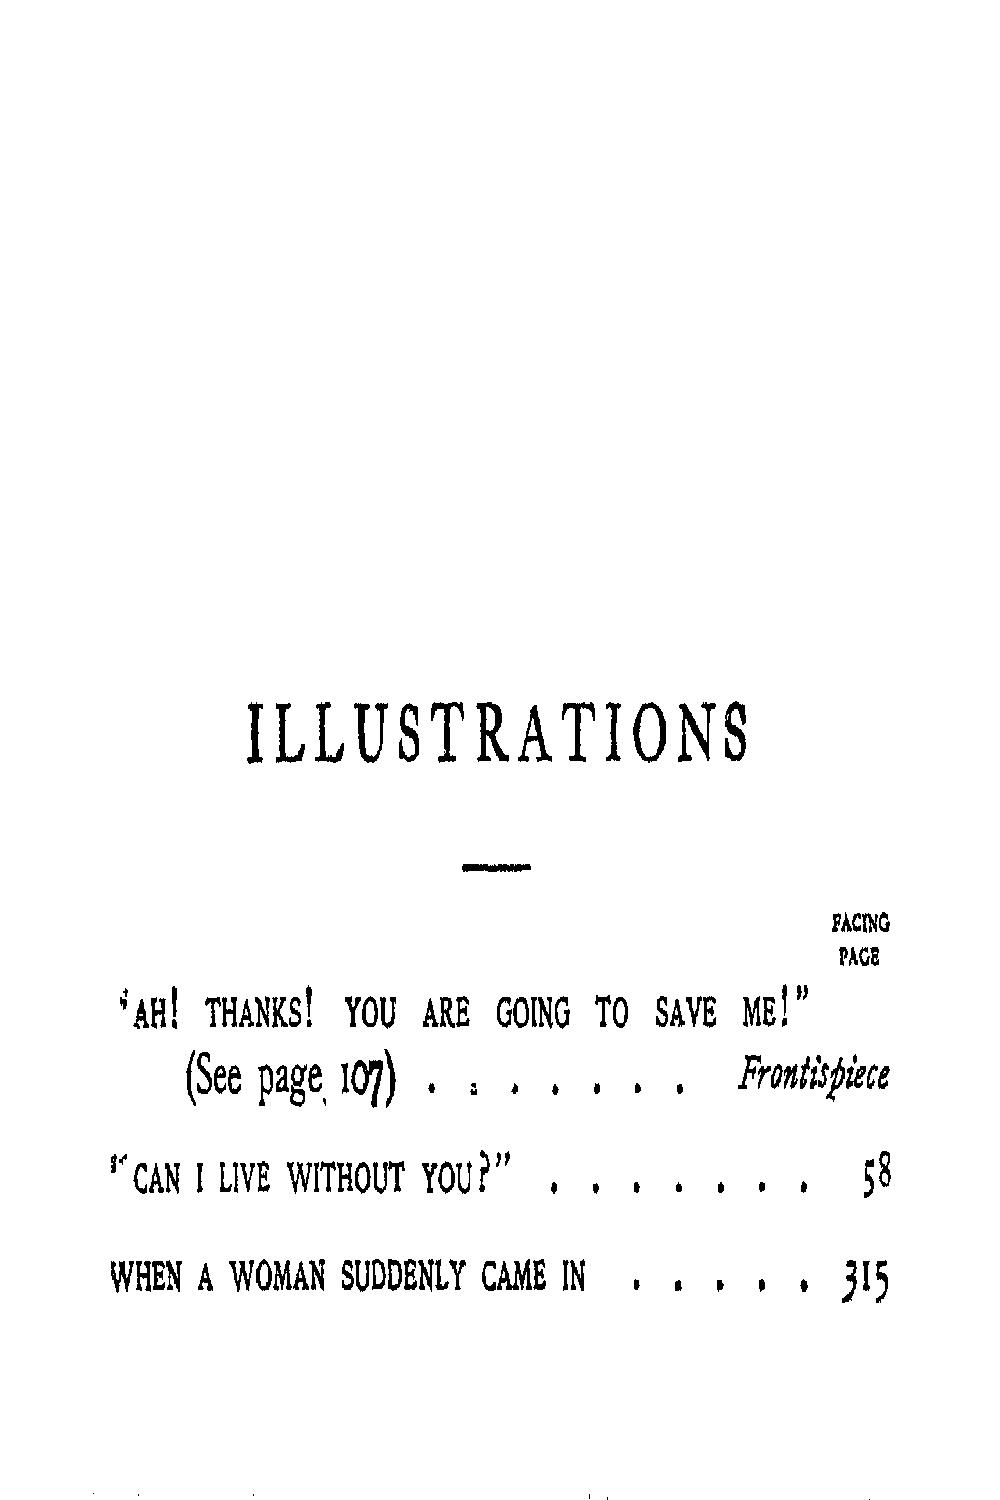 ILLUSTRATIONS
FACING
PAGE
"AH! THANKS! YOU ARE GOING TO SAVE ME!"
(See page 107) . . . . . . . Frontispiece
"CAN I LIVE WITHOUT YOU?" . . . . . . . 58
WHEN A WOMAN SUDDENLY CAME IN . . . . . 315